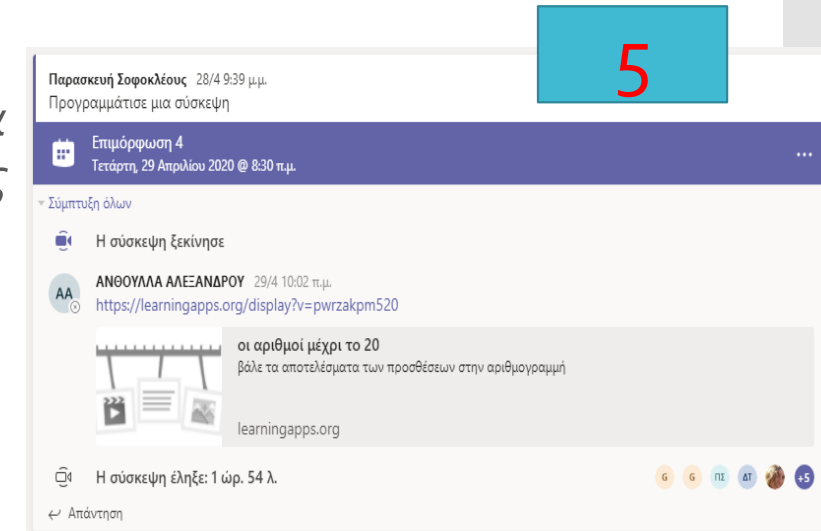 5
Παρασκευή Σοφοκλέους 28/4 9:39 μ.μ.
Προγραμμάτισε μια σύσκεψη
Επιμόρφωση 4
Τετάρτη, 29 Απριλίου 2020 @ 8:30 π.μ.
Σύμπτυξη όλων
Η σύσκεψη ξεκίνησε
AA
ΑΝΘΟΥΛΛΑ ΑΛΕΞΑΝΔΡΟΥ 29/4 10:02 π.μ.
https://learningapps.org/display?v=pwrzakpm520
οι αριθμοί μέχρι το 20
βάλε τα αποτελέσματα των προσθέσεων στην αριθμογραμμή
learningapps.org
Η σύσκεψη έληξε: 1 ώρ. 54 λ.
G G ΠΣ ΔΤ +5
Απάντηση